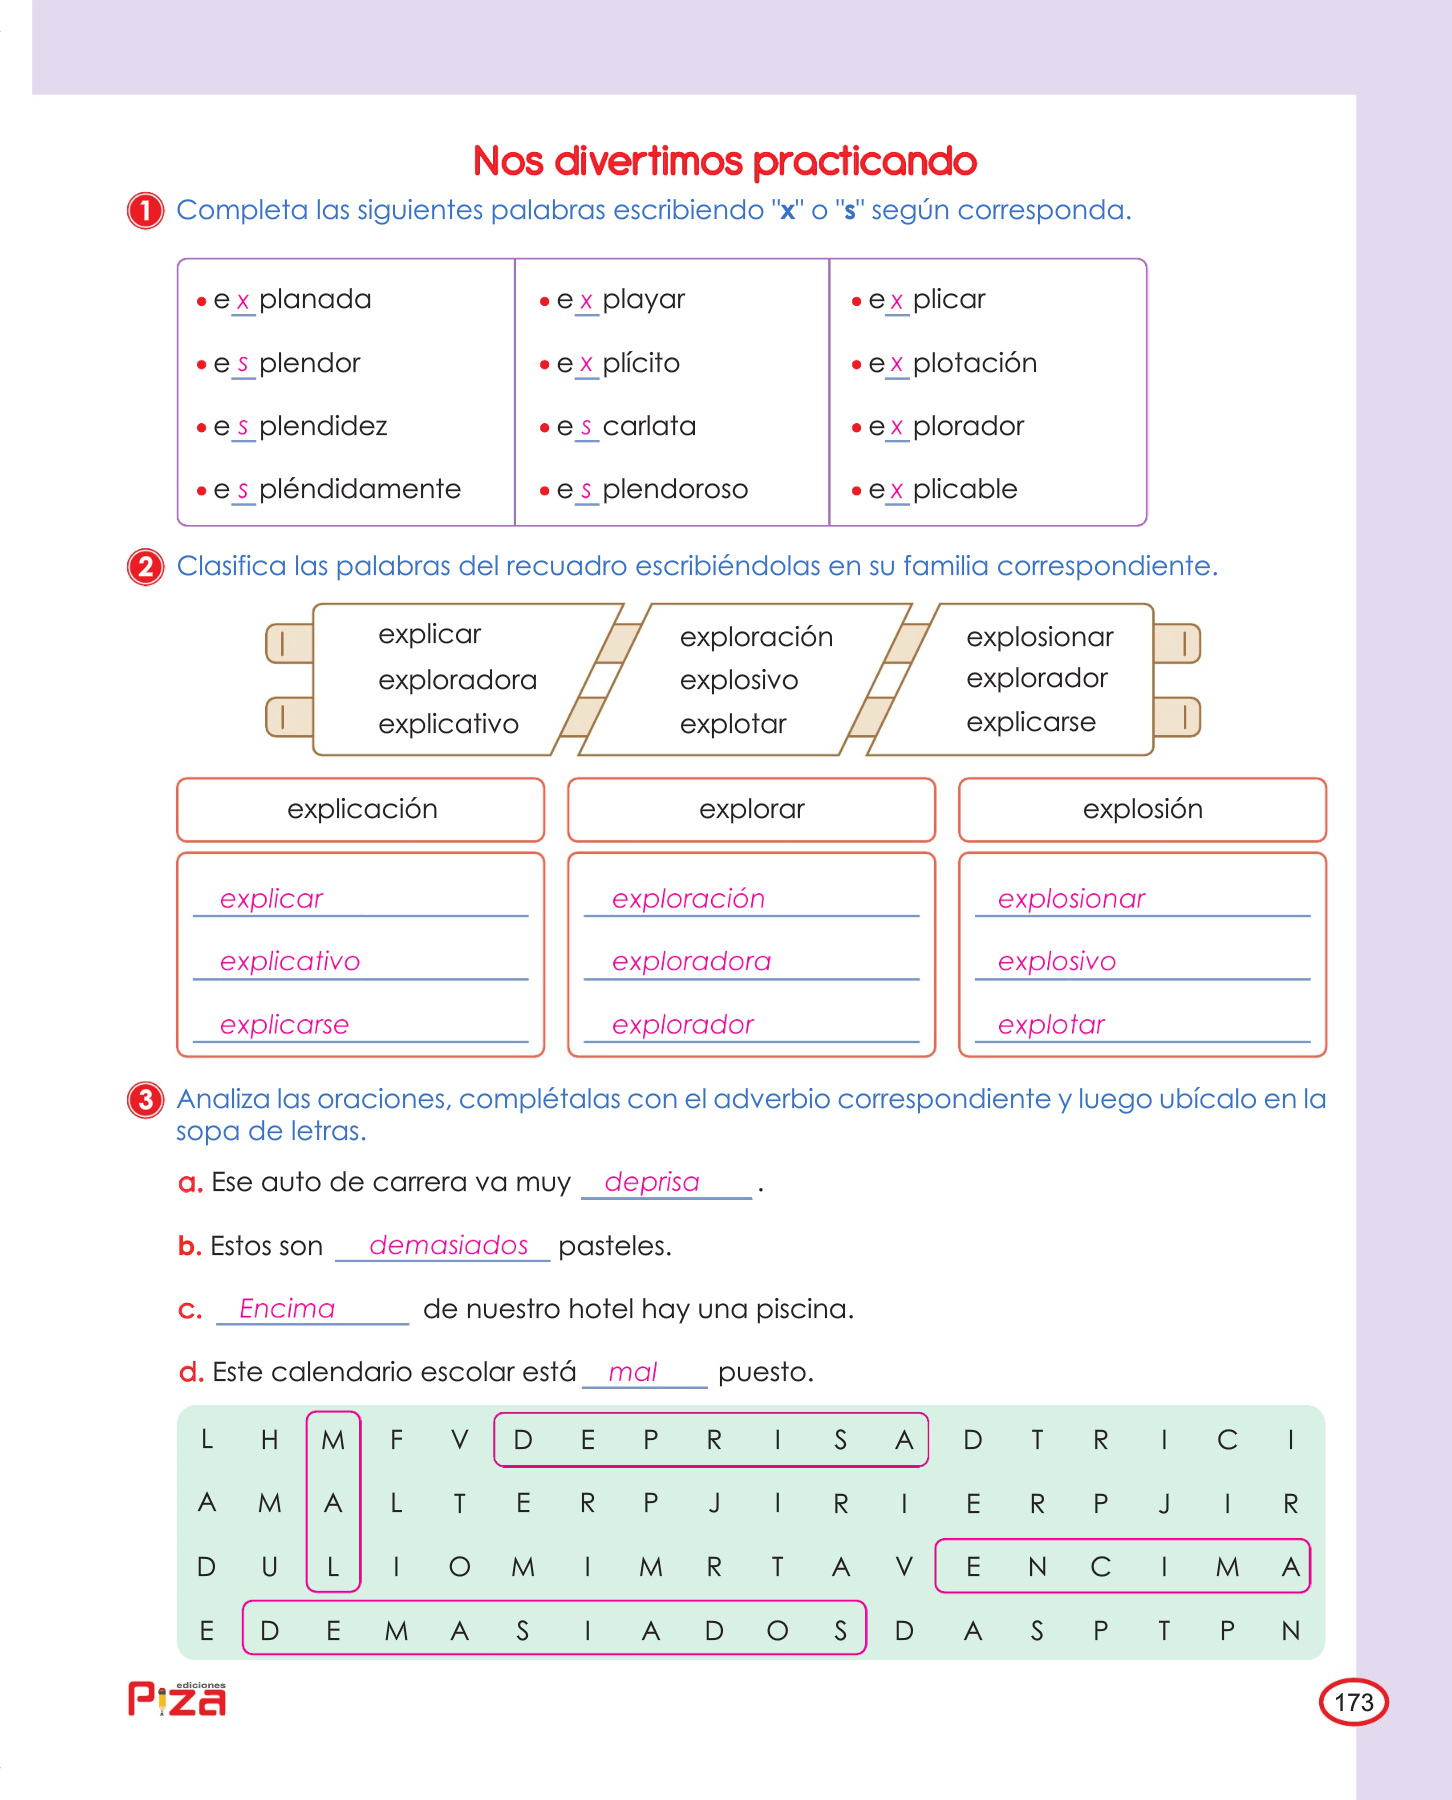 Nos divertimos practicando
1 Completa las siguientes palabras escribiendo "x" o "s" según corresponda.
• e x planada • e x playar • e x plicar
• e s plendor • e x plícito • e x plotación
• e s plendidez • e s carlata • e x plorador
• e s pléndidamente • e s plendoroso • e x plicable
2 Clasifica las palabras del recuadro escribiéndolas en su familia correspondiente.
explicar exploración explosionar
exploradora explosivo explorador
explicativo explotar explicarse
explicación explorar explosión
explicar exploración explosionar
explicativo exploradora explosivo
explicarse explorador explotar
3 Analiza las oraciones, complétalas con el adverbio correspondiente y luego ubícalo en la
sopa de letras.
a. Ese auto de carrera va muy deprisa .
b. Estos son demasiados pasteles.
c. Encima de nuestro hotel hay una piscina.
d. Este calendario escolar está mal puesto.
L H M F V D E P R I S A D T R I C I
A M A L T E R P J I R I E R P J I R
D U L I O M I M R T A V E N C I M A
E D E M A S I A D O S D A S P T P N
ediciones
Piza
173